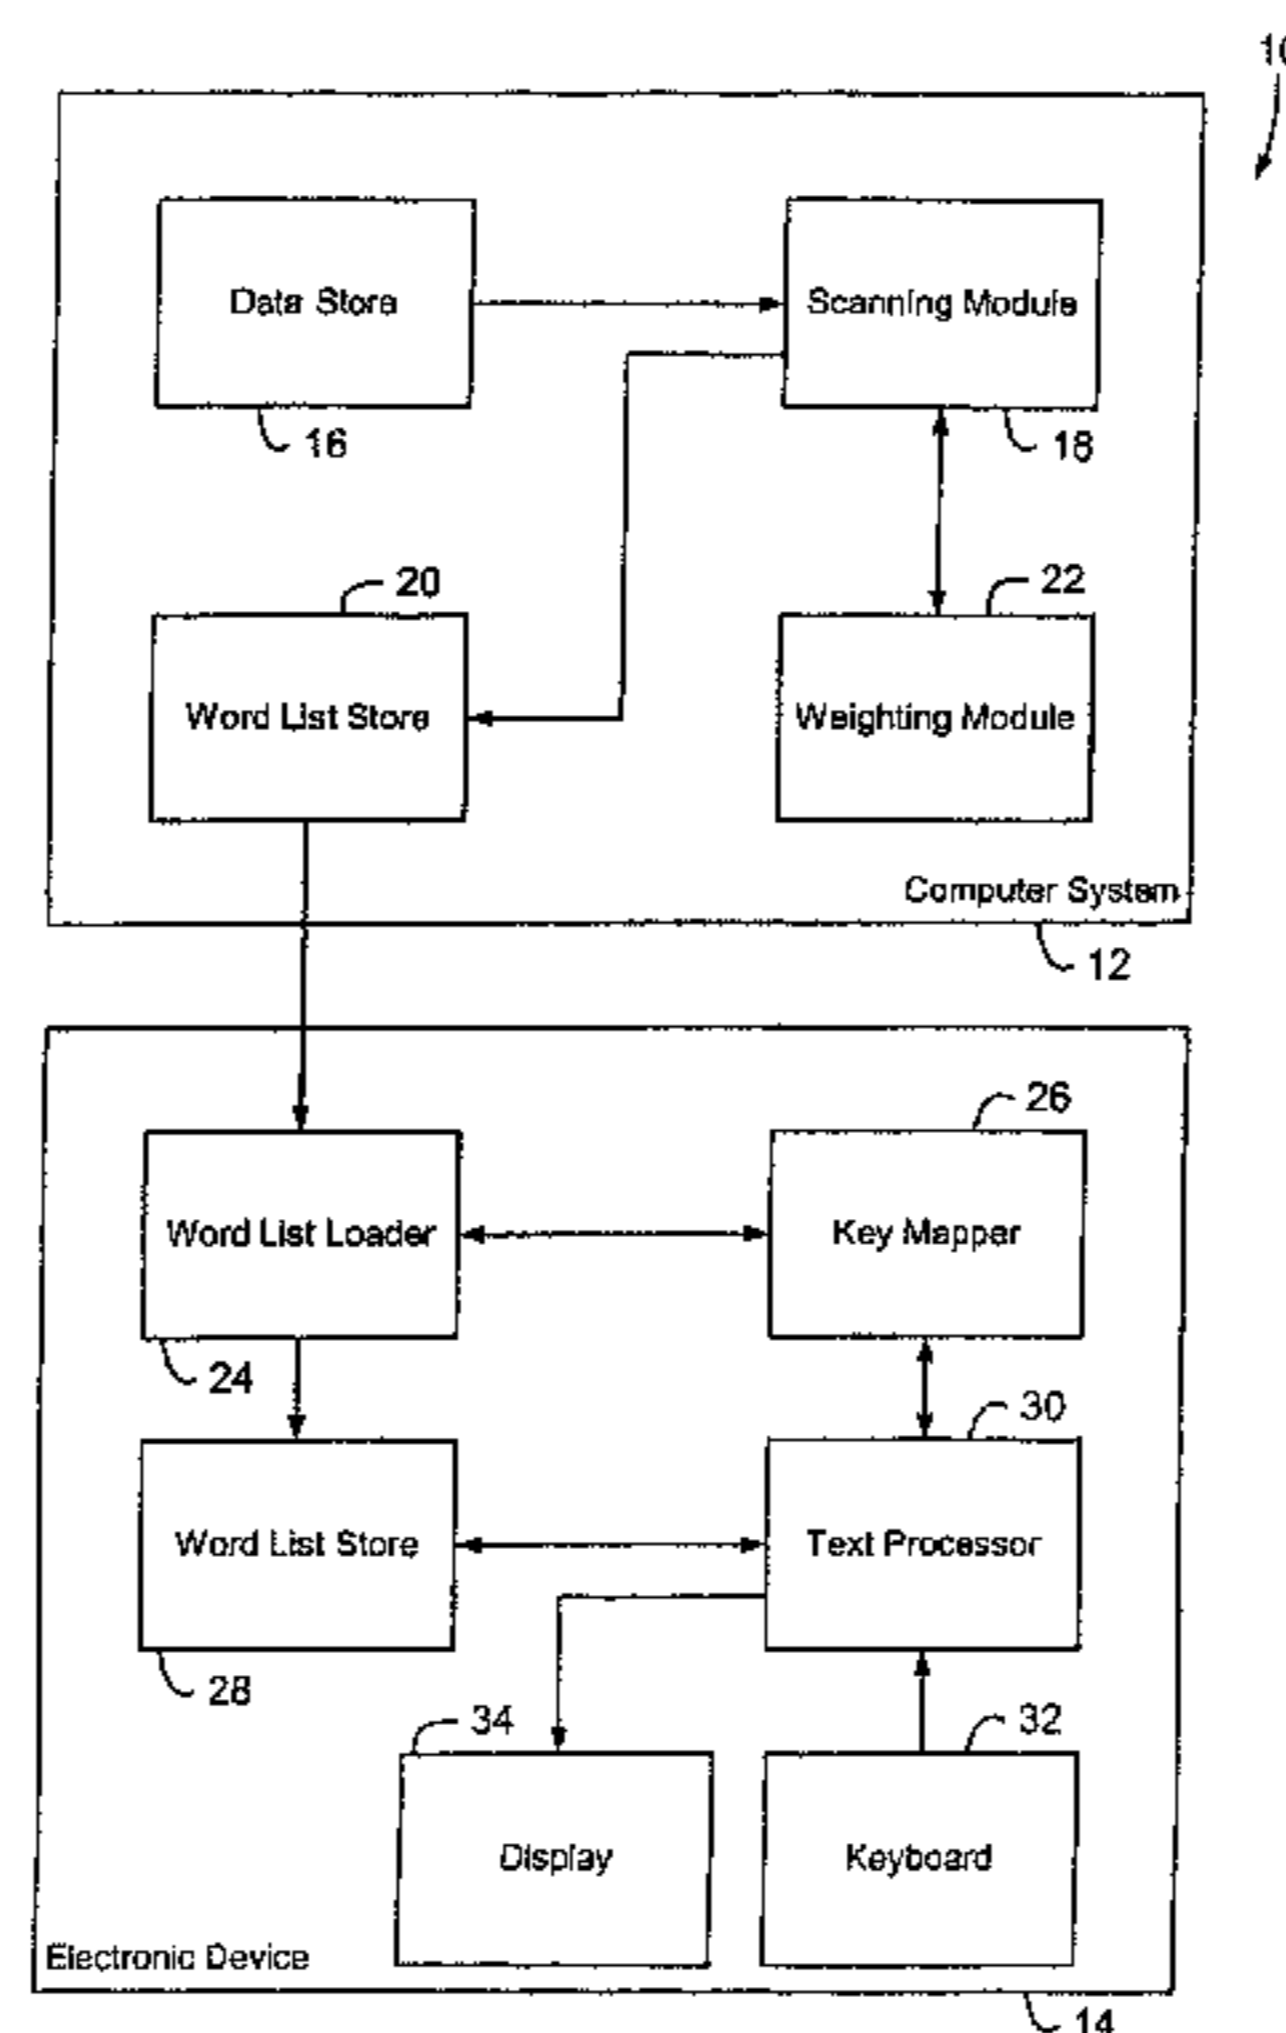 10
Data Store
Scanning Module
16
18
20
22
Word List Store
Weighting Module
Computer System
12
26
Word List Loader
Key Mapper
24
30
Word List Store
Text Processor
28
34
32
Display
Keyboard
Electronic Device
14